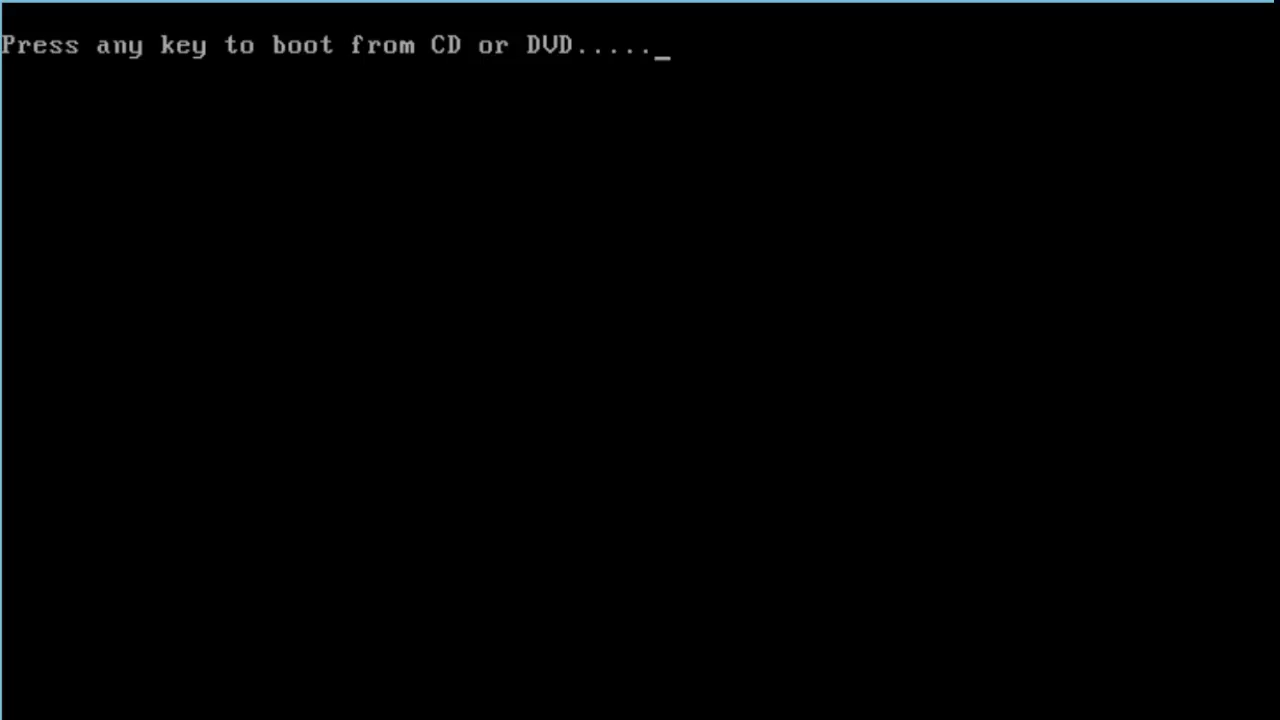 Press any key to boot from CD or DVD....._